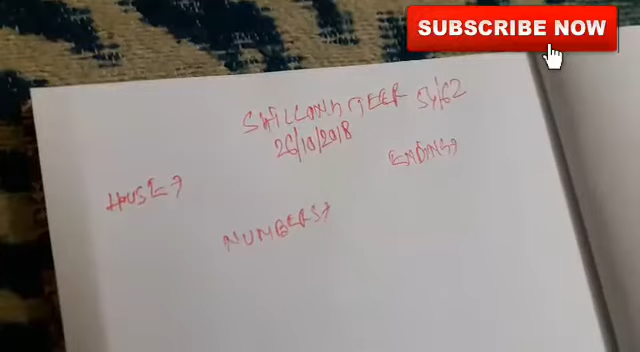 SUBSCRIBE NOW
SHILLONG TEER 54/62
26/10/2018
HOUSE→ ENDING→
NUMBERS→